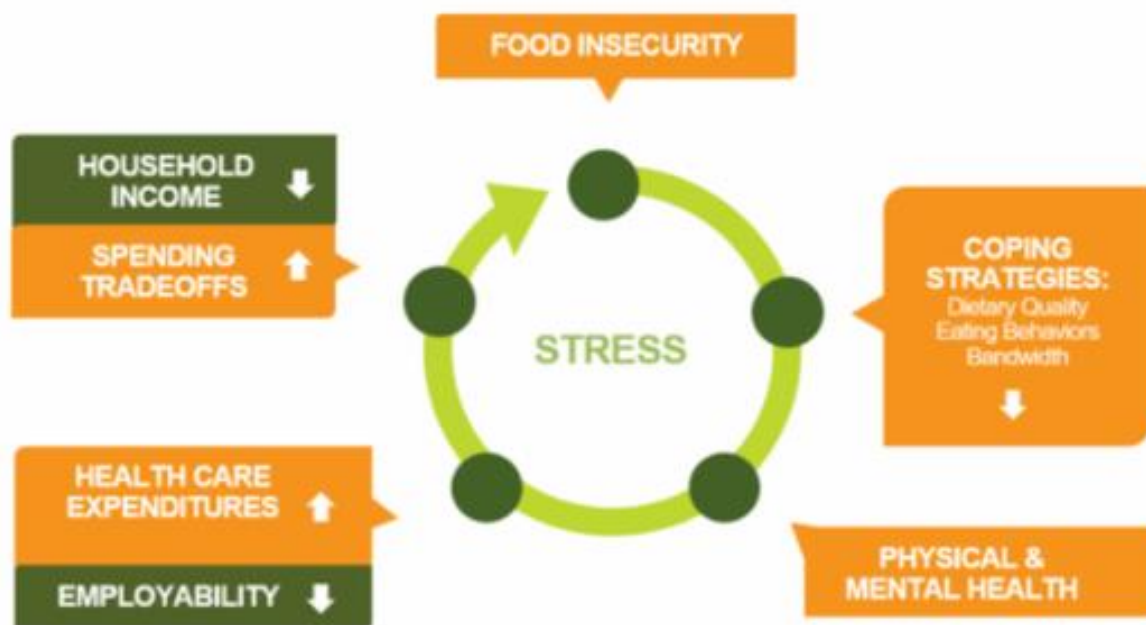 FOOD INSECURITY
HOUSEHOLD
INCOME
SPENDING
TRADEOFFS
COPING
STRATEGIES:
Dietary Quality
Eating Behaviors
Bandwidth
STRESS
HEALTH CARE
EXPENDITURES
EMPLOYABILITY
PHYSICAL &
MENTAL HEALTH